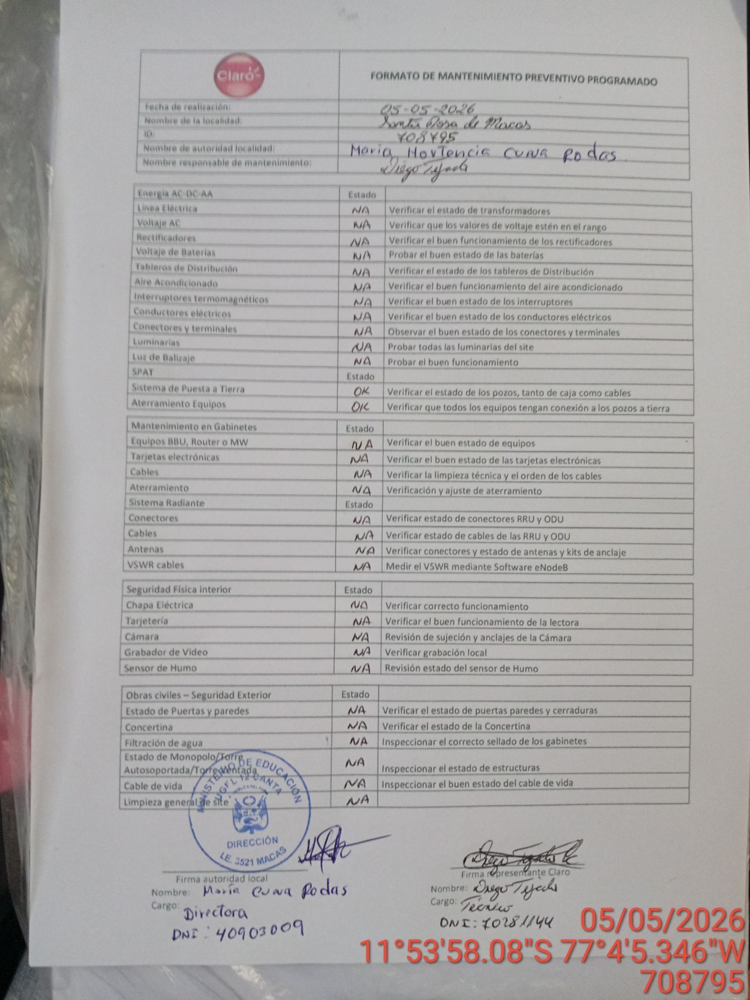 Claro
FORMATO DE MANTENIMIENTO PREVENTIVO PROGRAMADO
Fecha de realización: 05-05-2026
Nombre de la localidad: Santa Rosa de Macas
ID: 708795
Nombre de autoridad localidad: Maria Hortencia Cuna Rodas
Nombre responsable de mantenimiento: Diego Tejada
Energía AC-DC-AA Estado
Línea Eléctrica NA Verificar el estado de transformadores
Voltaje AC NA Verificar que los valores de voltaje estén en el rango
Rectificadores NA Verificar el buen funcionamiento de los rectificadores
Voltaje de Baterías NA Probar el buen estado de las baterías
Tableros de Distribución NA Verificar el estado de los tableros de Distribución
Aire Acondicionado NA Verificar el buen funcionamiento del aire acondicionado
Interruptores termomagnéticos NA Verificar el buen estado de los interruptores
Conductores eléctricos NA Verificar el buen estado de los conductores eléctricos
Conectores y terminales NA Observar el buen estado de los conectores y terminales
Luminarias NA Probar todas las luminarias del site
Luz de Balizaje NA Probar el buen funcionamiento
SPAT Estado
Sistema de Puesta a Tierra OK Verificar el estado de los pozos, tanto de caja como cables
Aterramiento Equipos OK Verificar que todos los equipos tengan conexión a los pozos a tierra
Mantenimiento en Gabinetes Estado
Equipos BBU, Router o MW NA Verificar el buen estado de equipos
Tarjetas electrónicas NA Verificar el buen estado de las tarjetas electrónicas
Cables NA Verificar la limpieza técnica y el orden de los cables
Aterramiento NA Verificación y ajuste de aterramiento
Sistema Radiante Estado
Conectores NA Verificar estado de conectores RRU y ODU
Cables NA Verificar estado de cables de las RRU y ODU
Antenas NA Verificar conectores y estado de antenas y kits de anclaje
VSWR cables NA Medir el VSWR mediante Software eNodeB
Seguridad Física interior Estado
Chapa Eléctrica NA Verificar correcto funcionamiento
Tarjetería NA Verificar el buen funcionamiento de la lectora
Cámara NA Revisión de sujeción y anclajes de la Cámara
Grabador de Video NA Verificar grabación local
Sensor de Humo NA Revisión estado del sensor de Humo
Obras civiles – Seguridad Exterior Estado
Estado de Puertas y paredes NA Verificar el estado de puertas paredes y cerraduras
Concertina NA Verificar el estado de la Concertina
Filtración de agua NA Inspeccionar el correcto sellado de los gabinetes
Estado de Monopolo/Torre
Autosoportada/Torre Ventada NA Inspeccionar el estado de estructuras
Cable de vida NA Inspeccionar el buen estado del cable de vida
Limpieza general de site NA
MINISTERIO DE EDUCACIÓN
UGEL 12 CANTA
DIRECCIÓN
I.E. 3521 MACAS
Diego Tejada
Firma autoridad local
Firma representante Claro
Nombre: María Cuna Rodas
Nombre: Diego Tejada
Cargo: Directora
Cargo: Técnico
DNI: 40903009
DNI: 70281144
05/05/2026
11°53'58.08"S 77°4'5.346"W
708795